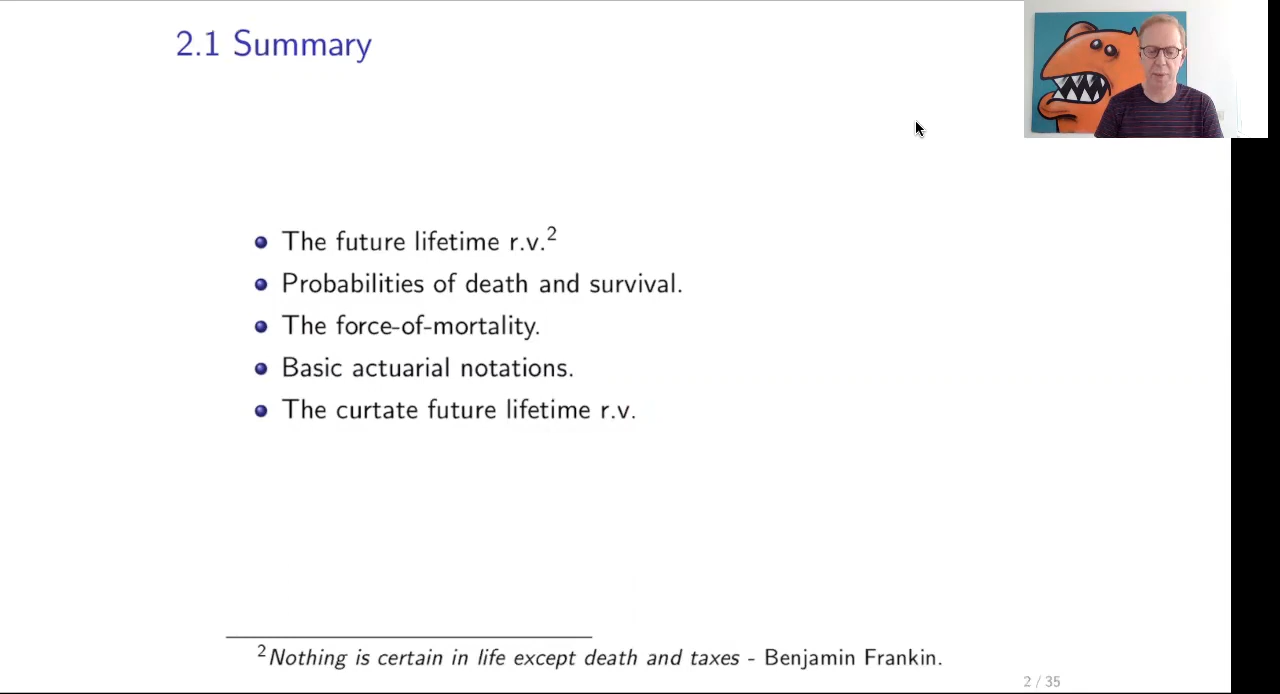 2.1 Summary
The future lifetime r.v.²
Probabilities of death and survival.
The force-of-mortality.
Basic actuarial notations.
The curtate future lifetime r.v.
²Nothing is certain in life except death and taxes - Benjamin Frankin.
2 / 35